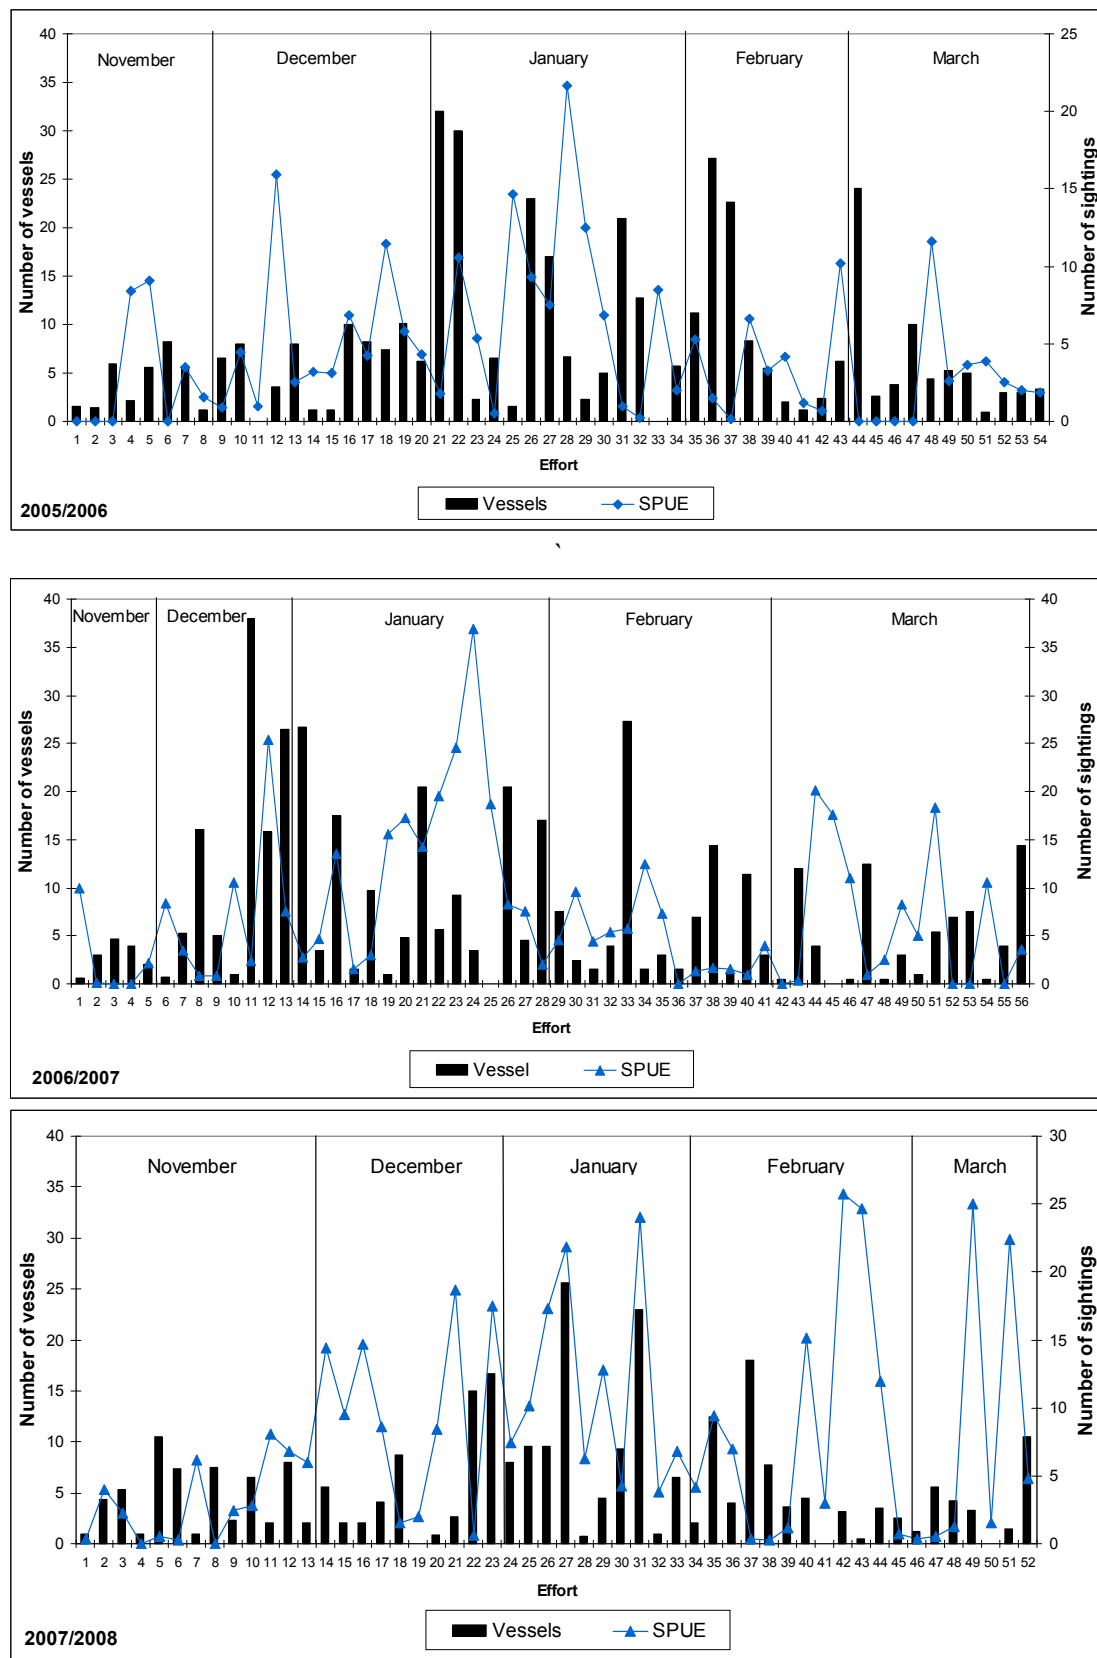 40 35 30 25 20 15 10 5 0
Number of vessels
November December January February March
25 20 15 10 5 0
Number of sightings
1 2 3 4 5 6 7 8 9 10 11 12 13 14 15 16 17 18 19 20 21 22 23 24 25 26 27 28 29 30 31 32 33 34 35 36 37 38 39 40 41 42 43 44 45 46 47 48 49 50 51 52 53 54
Effort
Vessels SPUE
2005/2006
`
40 35 30 25 20 15 10 5 0
Number of vessels
November December January February March
40 35 30 25 20 15 10 5 0
Number of sightings
1 2 3 4 5 6 7 8 9 10 11 12 13 14 15 16 17 18 19 20 21 22 23 24 25 26 27 28 29 30 31 32 33 34 35 36 37 38 39 40 41 42 43 44 45 46 47 48 49 50 51 52 53 54 55 56
Effort
Vessel SPUE
2006/2007
40 35 30 25 20 15 10 5 0
Number of vessels
November December January February March
30 25 20 15 10 5 0
Number of sightings
1 2 3 4 5 6 7 8 9 10 11 12 13 14 15 16 17 18 19 20 21 22 23 24 25 26 27 28 29 30 31 32 33 34 35 36 37 38 39 40 41 42 43 44 45 46 47 48 49 50 51 52
Effort
Vessels SPUE
2007/2008